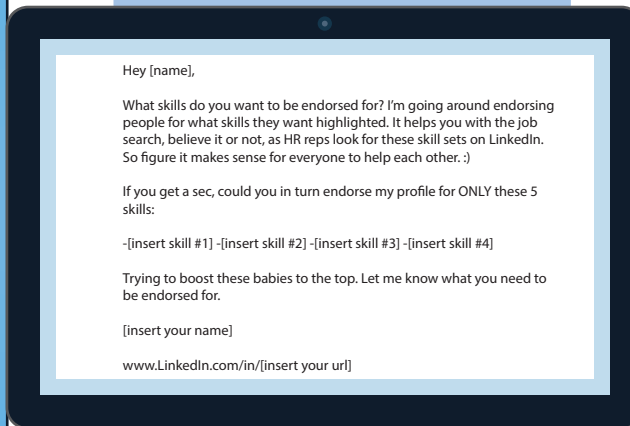 Hey [name],
What skills do you want to be endorsed for? I'm going around endorsing
people for what skills they want highlighted. It helps you with the job
search, believe it or not, as HR reps look for these skill sets on LinkedIn.
So figure it makes sense for everyone to help each other. :)
If you get a sec, could you in turn endorse my profile for ONLY these 5
skills:
-[insert skill #1] -[insert skill #2] -[insert skill #3] -[insert skill #4]
Trying to boost these babies to the top. Let me know what you need to
be endorsed for.
[insert your name]
www.LinkedIn.com/in/[insert your url]